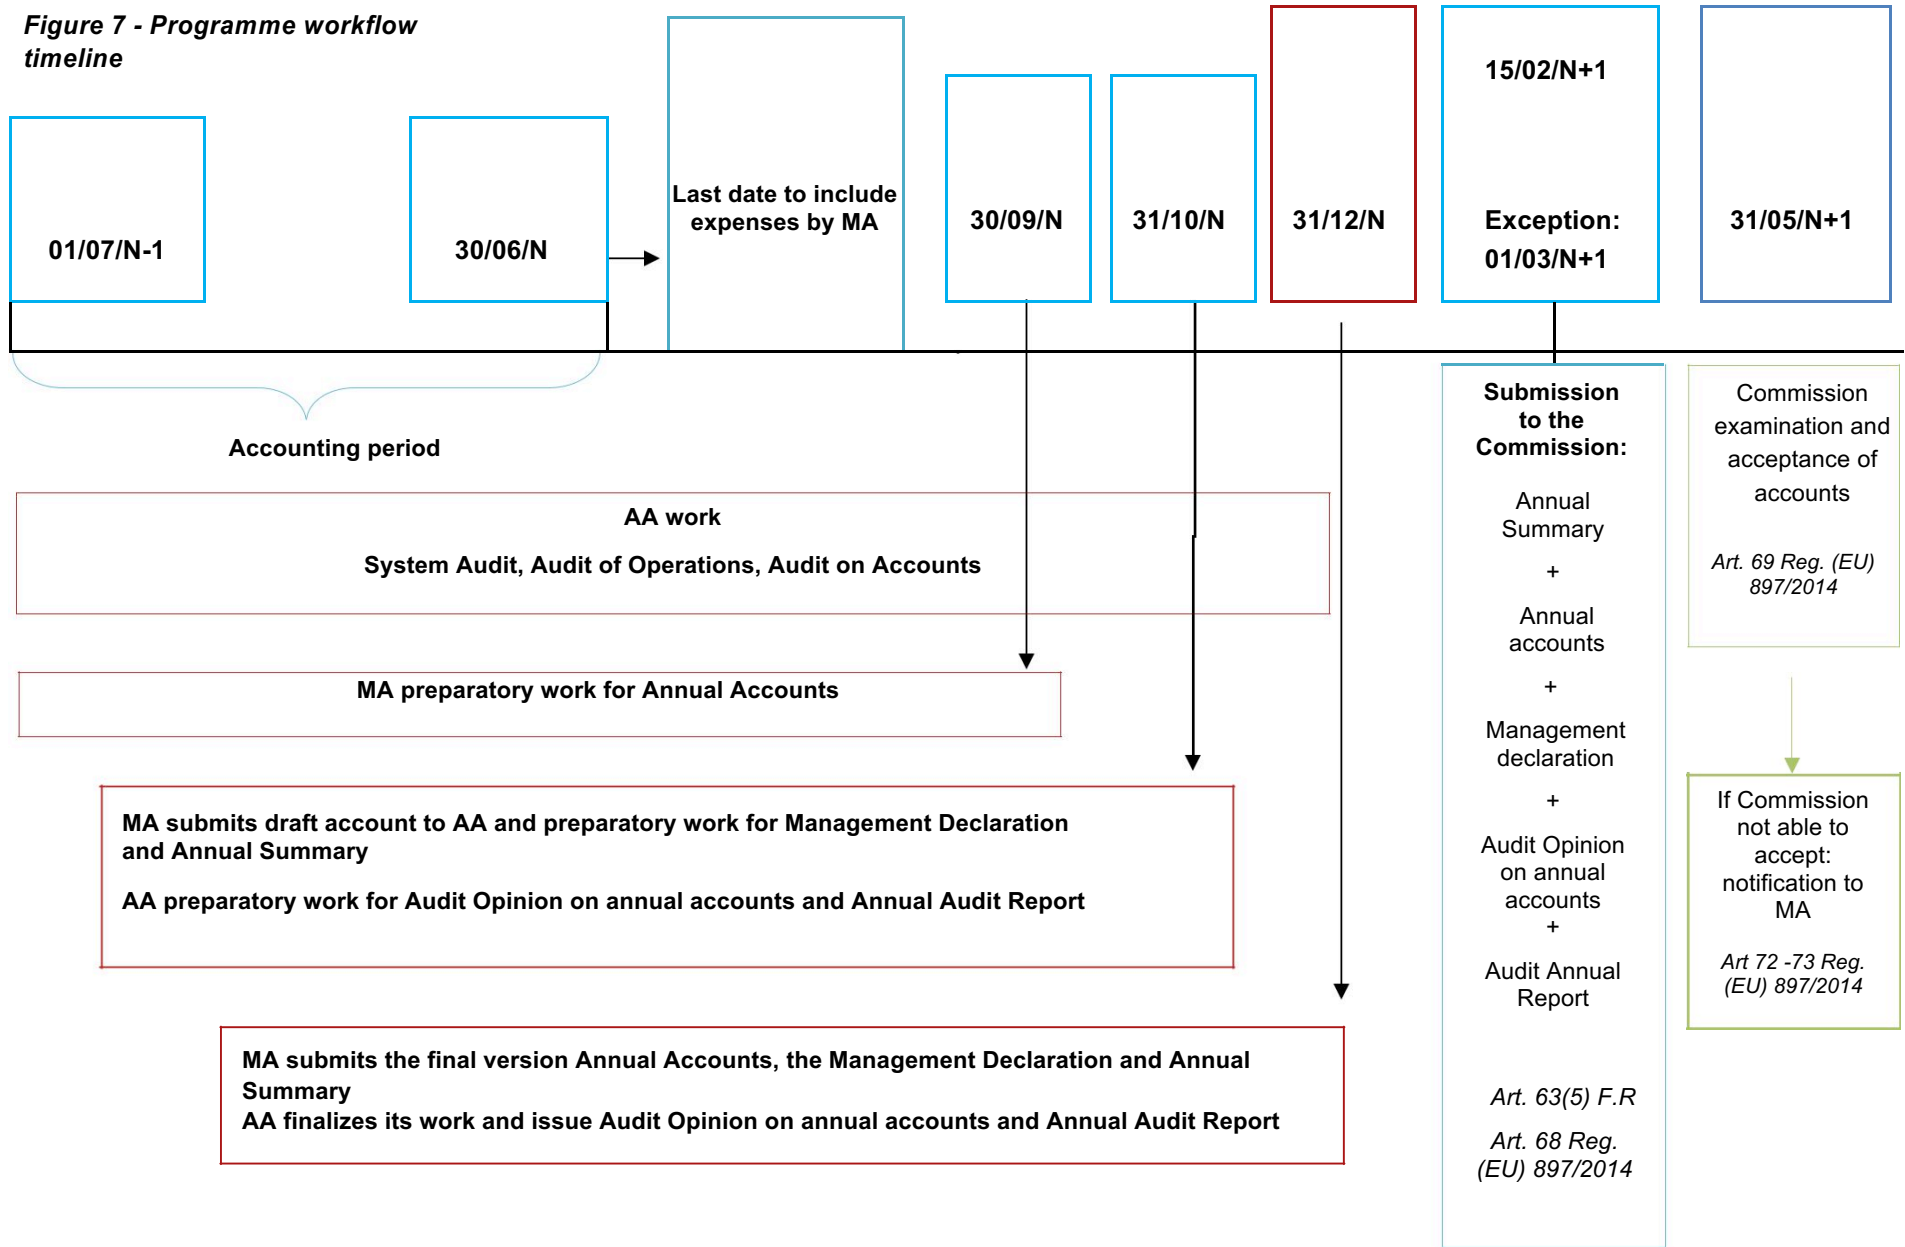 Figure 7 - Programme workflow
timeline
01/07/N-1
30/06/N
Last date to include
expenses by MA
30/09/N
31/10/N
31/12/N
15/02/N+1
Exception:
01/03/N+1
31/05/N+1
Accounting period
AA work
System Audit, Audit of Operations, Audit on Accounts
MA preparatory work for Annual Accounts
MA submits draft account to AA and preparatory work for Management Declaration
and Annual Summary
AA preparatory work for Audit Opinion on annual accounts and Annual Audit Report
MA submits the final version Annual Accounts, the Management Declaration and Annual
Summary
AA finalizes its work and issue Audit Opinion on annual accounts and Annual Audit Report
Submission
to the
Commission:
Annual
Summary
+
Annual
accounts
+
Management
declaration
+
Audit Opinion
on annual
accounts
+
Audit Annual
Report
Art. 63(5) F.R
Art. 68 Reg.
(EU) 897/2014
Commission
examination and
acceptance of
accounts
Art. 69 Reg. (EU)
897/2014
If Commission
not able to
accept:
notification to
MA
Art 72 -73 Reg.
(EU) 897/2014